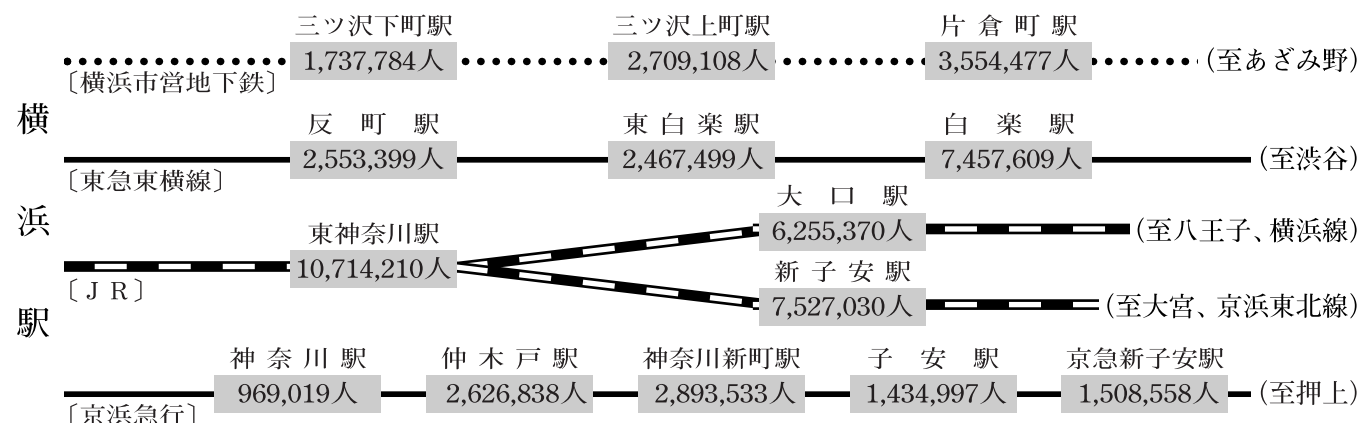 横浜駅
三ツ沢下町駅 三ツ沢上町駅 片倉町駅
1,737,784人 2,709,108人 3,554,477人 (至あざみ野)
〔横浜市営地下鉄〕
反町駅 東白楽駅 白楽駅
2,553,399人 2,467,499人 7,457,609人 (至渋谷)
〔東急東横線〕
大口駅
6,255,370人 (至八王子、横浜線)
東神奈川駅
10,714,210人
〔JR〕
新子安駅
7,527,030人 (至大宮、京浜東北線)
神奈川駅 仲木戸駅 神奈川新町駅 子安駅 京急新子安駅
969,019人 2,626,838人 2,893,533人 1,434,997人 1,508,558人 (至押上)
〔京浜急行〕